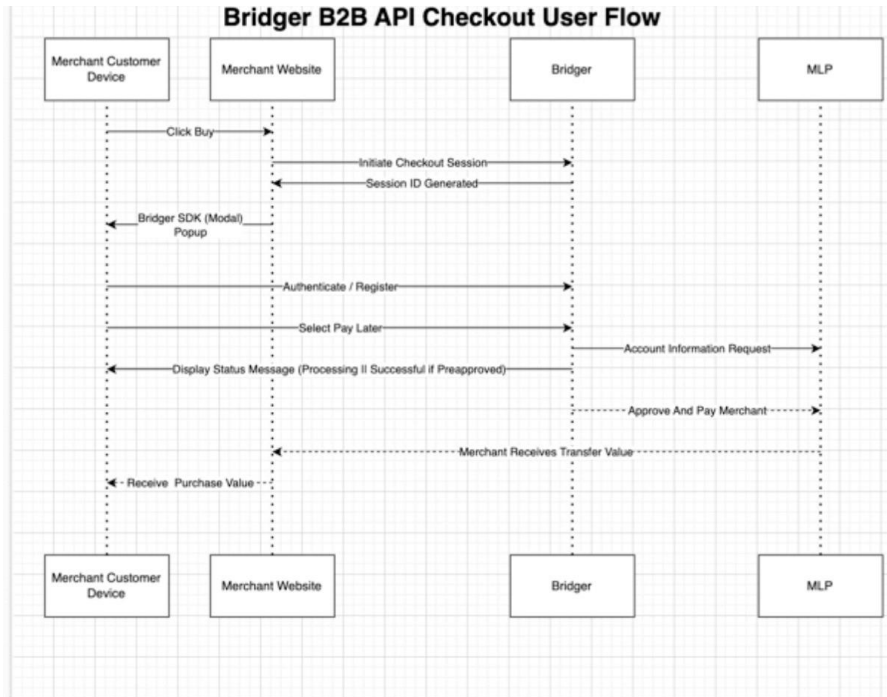 Bridger B2B API Checkout User Flow
Merchant Customer
Device
Merchant Website
Bridger
MLP
Click Buy
Initiate Checkout Session
Session ID Generated
Bridger SDK (Modal)
Popup
Authenticate / Register
Select Pay Later
Account Information Request
Display Status Message (Processing II Successful if Preapproved)
Approve And Pay Merchant
Merchant Receives Transfer Value
Receive Purchase Value
Merchant Customer
Device
Merchant Website
Bridger
MLP